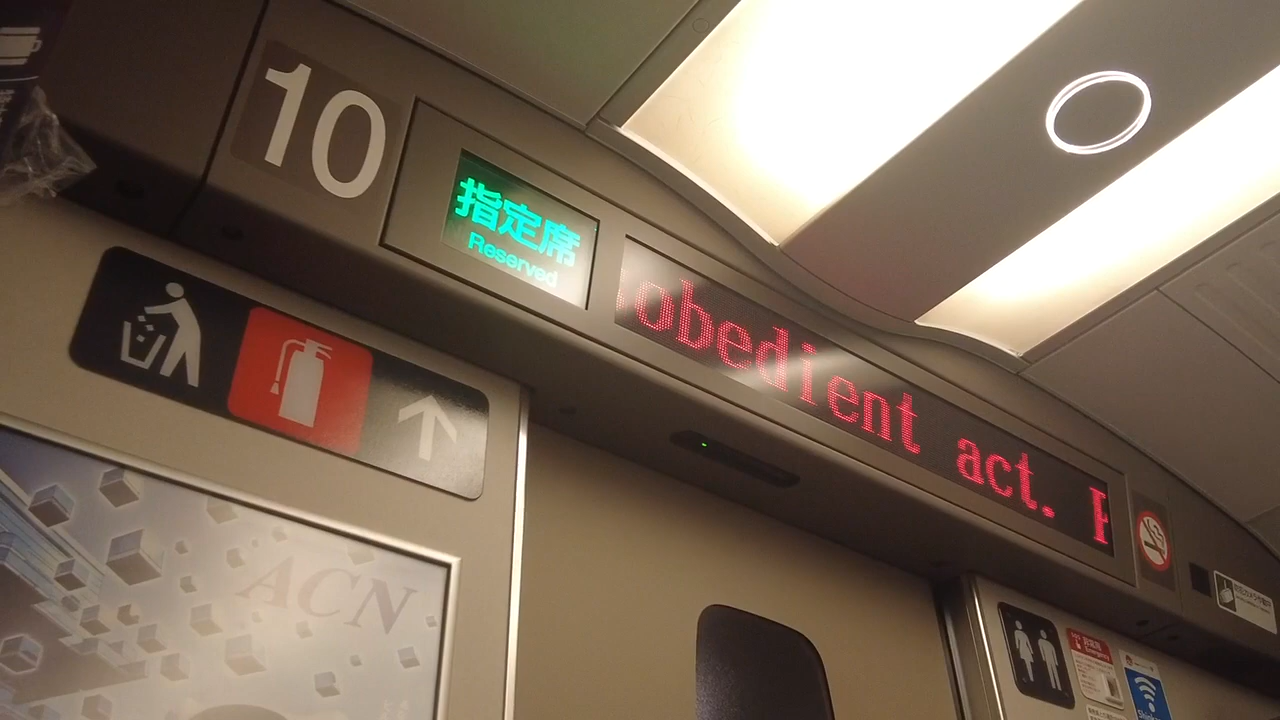 10
指定席
Reserved
obedient act.
ACN